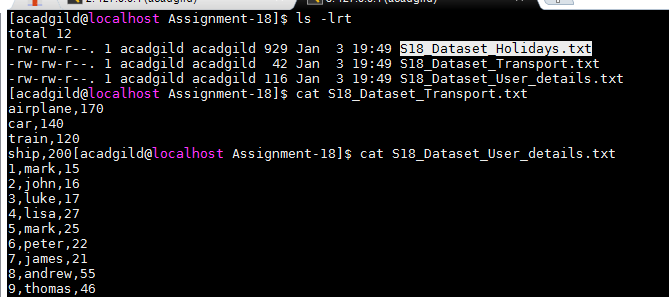 [acadgild@localhost Assignment-18]$ ls -lrt
total 12
-rw-rw-r--. 1 acadgild acadgild 929 Jan  3 19:49 S18_Dataset_Holidays.txt
-rw-rw-r--. 1 acadgild acadgild  42 Jan  3 19:49 S18_Dataset_Transport.txt
-rw-rw-r--. 1 acadgild acadgild 116 Jan  3 19:49 S18_Dataset_User_details.txt
[acadgild@localhost Assignment-18]$ cat S18_Dataset_Transport.txt
airplane,170
car,140
train,120
ship,200[acadgild@localhost Assignment-18]$ cat S18_Dataset_User_details.txt
1,mark,15
2,john,16
3,luke,17
4,lisa,27
5,mark,25
6,peter,22
7,james,21
8,andrew,55
9,thomas,46